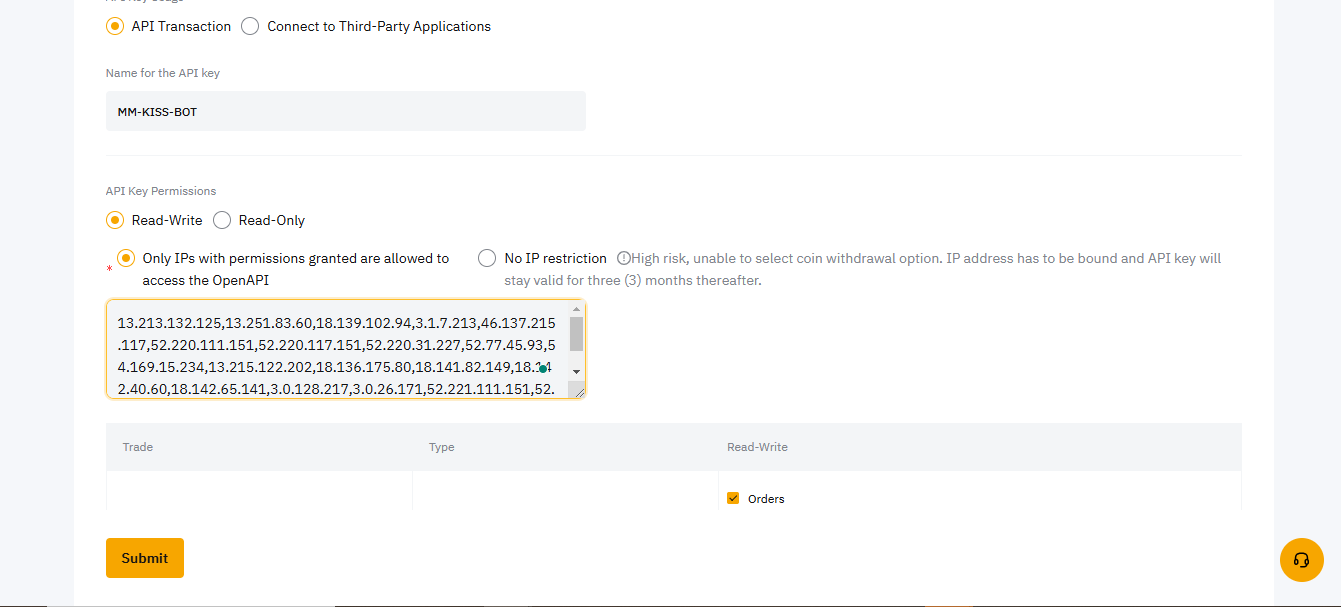 API Transaction Connect to Third-Party Applications
Name for the API key
MM-KISS-BOT
API Key Permissions
Read-Write Read-Only
* Only IPs with permissions granted are allowed to access the OpenAPI
No IP restriction High risk, unable to select coin withdrawal option. IP address has to be bound and API key will
stay valid for three (3) months thereafter.
13.213.132.125,13.251.83.60,18.139.102.94,3.1.7.213,46.137.215
.117,52.220.111.151,52.220.117.151,52.220.31.227,52.77.45.93,5
4.169.15.234,13.215.122.202,18.136.175.80,18.141.82.149,18.14
2.40.60,18.142.65.141,3.0.128.217,3.0.26.171,52.221.111.151,52.
Trade Type Read-Write
Orders
Submit